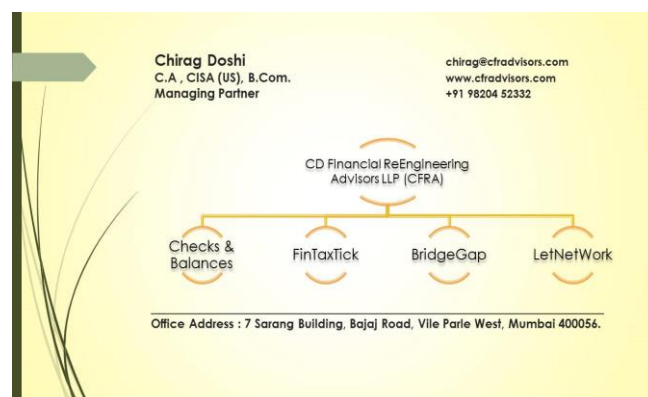 Chirag Doshi
C.A , CISA (US), B.Com.
Managing Partner
chirag@cfradvisors.com
www.cfradvisors.com
+91 98204 52332
CD Financial ReEngineering
Advisors LLP (CFRA)
Checks &
Balances
FinTaxTick
BridgeGap
LetNetWork
Office Address : 7 Sarang Building, Bajaj Road, Vile Parle West, Mumbai 400056.